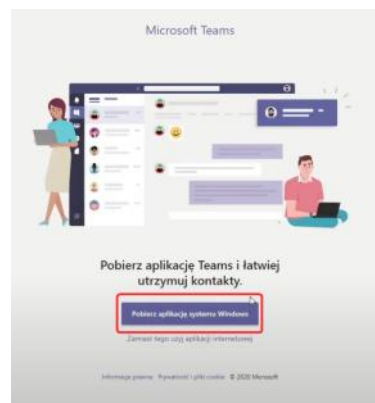 Microsoft Teams
Pobierz aplikację Teams i łatwiej
utrzymuj kontakty.
Pobierz aplikację systemu Windows
Zamiast tego użyj aplikacji internetowej
Informacje prawne Prywatność i pliki cookie © 2020 Microsoft